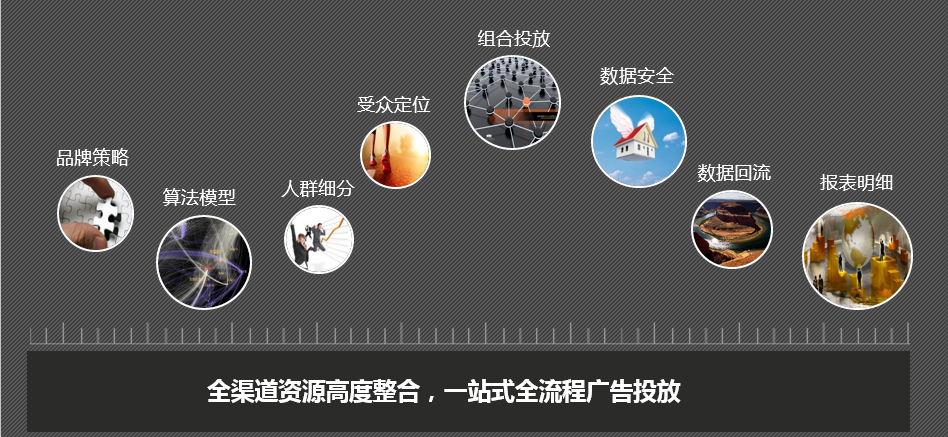 品牌策略
算法模型
人群细分
受众定位
组合投放
数据安全
数据回流
报表明细
全渠道资源高度整合，一站式全流程广告投放